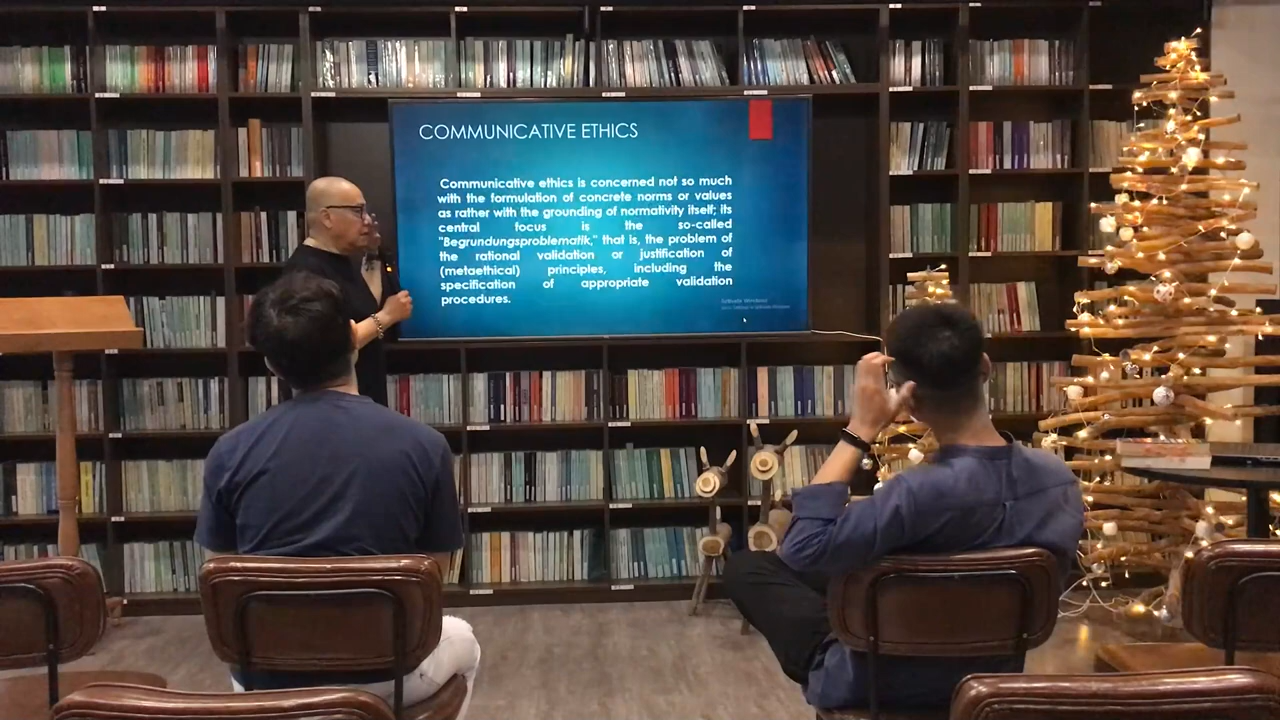 COMMUNICATIVE ETHICS
Communicative ethics is concerned not so much
with the formulation of concrete norms or values
as rather with the grounding of normativity itself; its
central focus is the so-called
"Begrundungsproblematik," that is, the problem of
the rational validation or justification of
(metaethical) principles, including the
specification of appropriate validation
procedures.